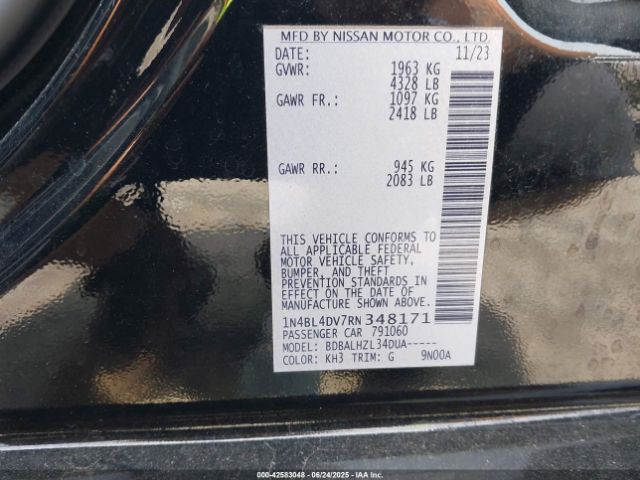 MFD BY NISSAN MOTOR CO., LTD.
DATE: 11/23
GVWR: 1963 KG
4328 LB
GAWR FR.: 1097 KG
2418 LB
GAWR RR.: 945 KG
2083 LB
THIS VEHICLE CONFORMS TO
ALL APPLICABLE FEDERAL
MOTOR VEHICLE SAFETY,
BUMPER, AND THEFT
PREVENTION STANDARDS IN
EFFECT ON THE DATE OF
MANUFACTURE SHOWN ABOVE.
1N4BL4DV7RN348171
PASSENGER CAR 791060
MODEL: BDBALHZL34DUA-----
COLOR: KH3 TRIM: G 9N00A
000-42583048 - 06/24/2025 - IAAI.COM